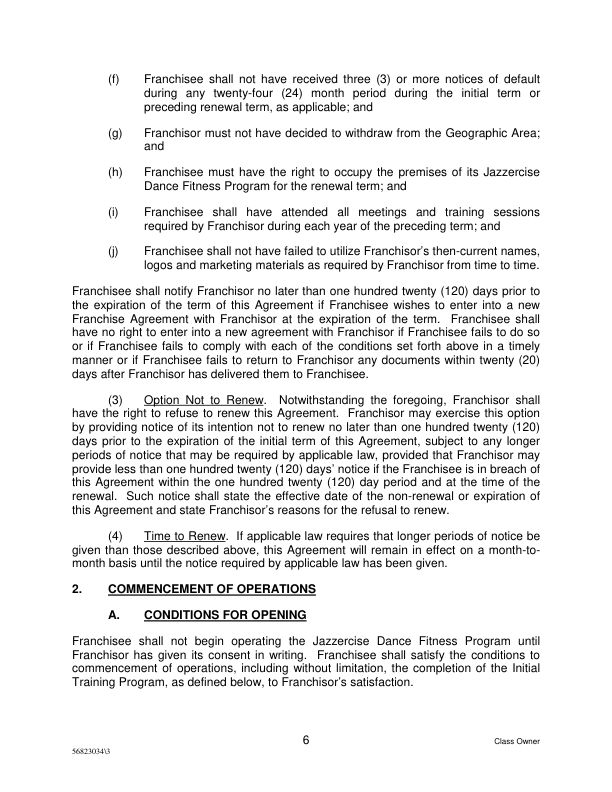 (f) Franchisee shall not have received three (3) or more notices of default
during any twenty-four (24) month period during the initial term or
preceding renewal term, as applicable; and
(g) Franchisor must not have decided to withdraw from the Geographic Area;
and
(h) Franchisee must have the right to occupy the premises of its Jazzercise
Dance Fitness Program for the renewal term; and
(i) Franchisee shall have attended all meetings and training sessions
required by Franchisor during each year of the preceding term; and
(j) Franchisee shall not have failed to utilize Franchisor's then-current names,
logos and marketing materials as required by Franchisor from time to time.
Franchisee shall notify Franchisor no later than one hundred twenty (120) days prior to
the expiration of the term of this Agreement if Franchisee wishes to enter into a new
Franchise Agreement with Franchisor at the expiration of the term. Franchisee shall
have no right to enter into a new agreement with Franchisor if Franchisee fails to do so
or if Franchisee fails to comply with each of the conditions set forth above in a timely
manner or if Franchisee fails to return to Franchisor any documents within twenty (20)
days after Franchisor has delivered them to Franchisee.
(3) Option Not to Renew. Notwithstanding the foregoing, Franchisor shall
have the right to refuse to renew this Agreement. Franchisor may exercise this option
by providing notice of its intention not to renew no later than one hundred twenty (120)
days prior to the expiration of the initial term of this Agreement, subject to any longer
periods of notice that may be required by applicable law, provided that Franchisor may
provide less than one hundred twenty (120) days' notice if the Franchisee is in breach of
this Agreement within the one hundred twenty (120) day period and at the time of the
renewal. Such notice shall state the effective date of the non-renewal or expiration of
this Agreement and state Franchisor's reasons for the refusal to renew.
(4) Time to Renew. If applicable law requires that longer periods of notice be
given than those described above, this Agreement will remain in effect on a month-to-
month basis until the notice required by applicable law has been given.
2. COMMENCEMENT OF OPERATIONS
A. CONDITIONS FOR OPENING
Franchisee shall not begin operating the Jazzercise Dance Fitness Program until
Franchisor has given its consent in writing. Franchisee shall satisfy the conditions to
commencement of operations, including without limitation, the completion of the Initial
Training Program, as defined below, to Franchisor's satisfaction.
6
Class Owner
56823034\3